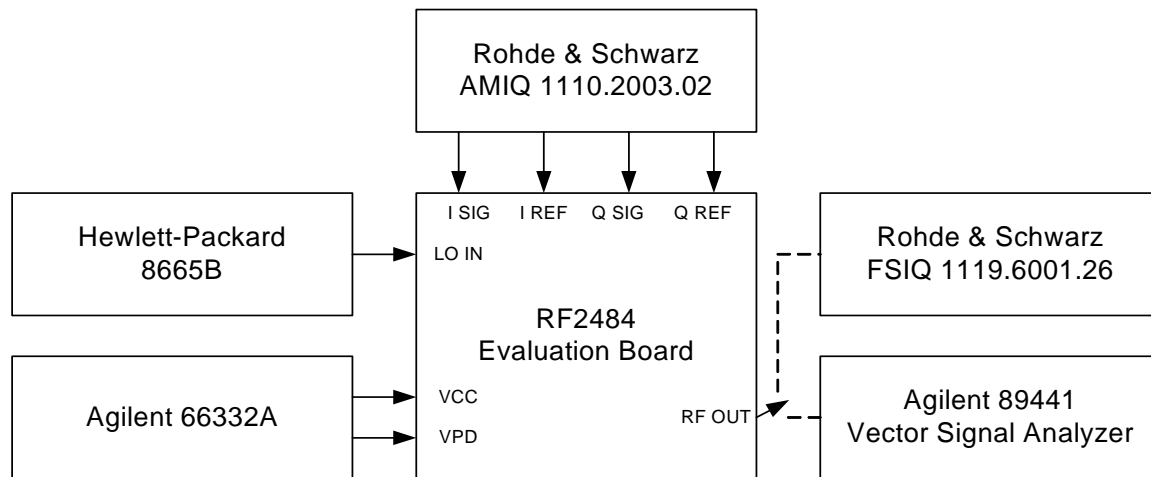 Rohde & Schwarz
AMIQ 1110.2003.02
I SIG I REF Q SIG Q REF
Hewlett-Packard
8665B
LO IN
Rohde & Schwarz
FSIQ 1119.6001.26
RF2484
Evaluation Board
Agilent 66332A
VCC
VPD
RF OUT
Agilent 89441
Vector Signal Analyzer